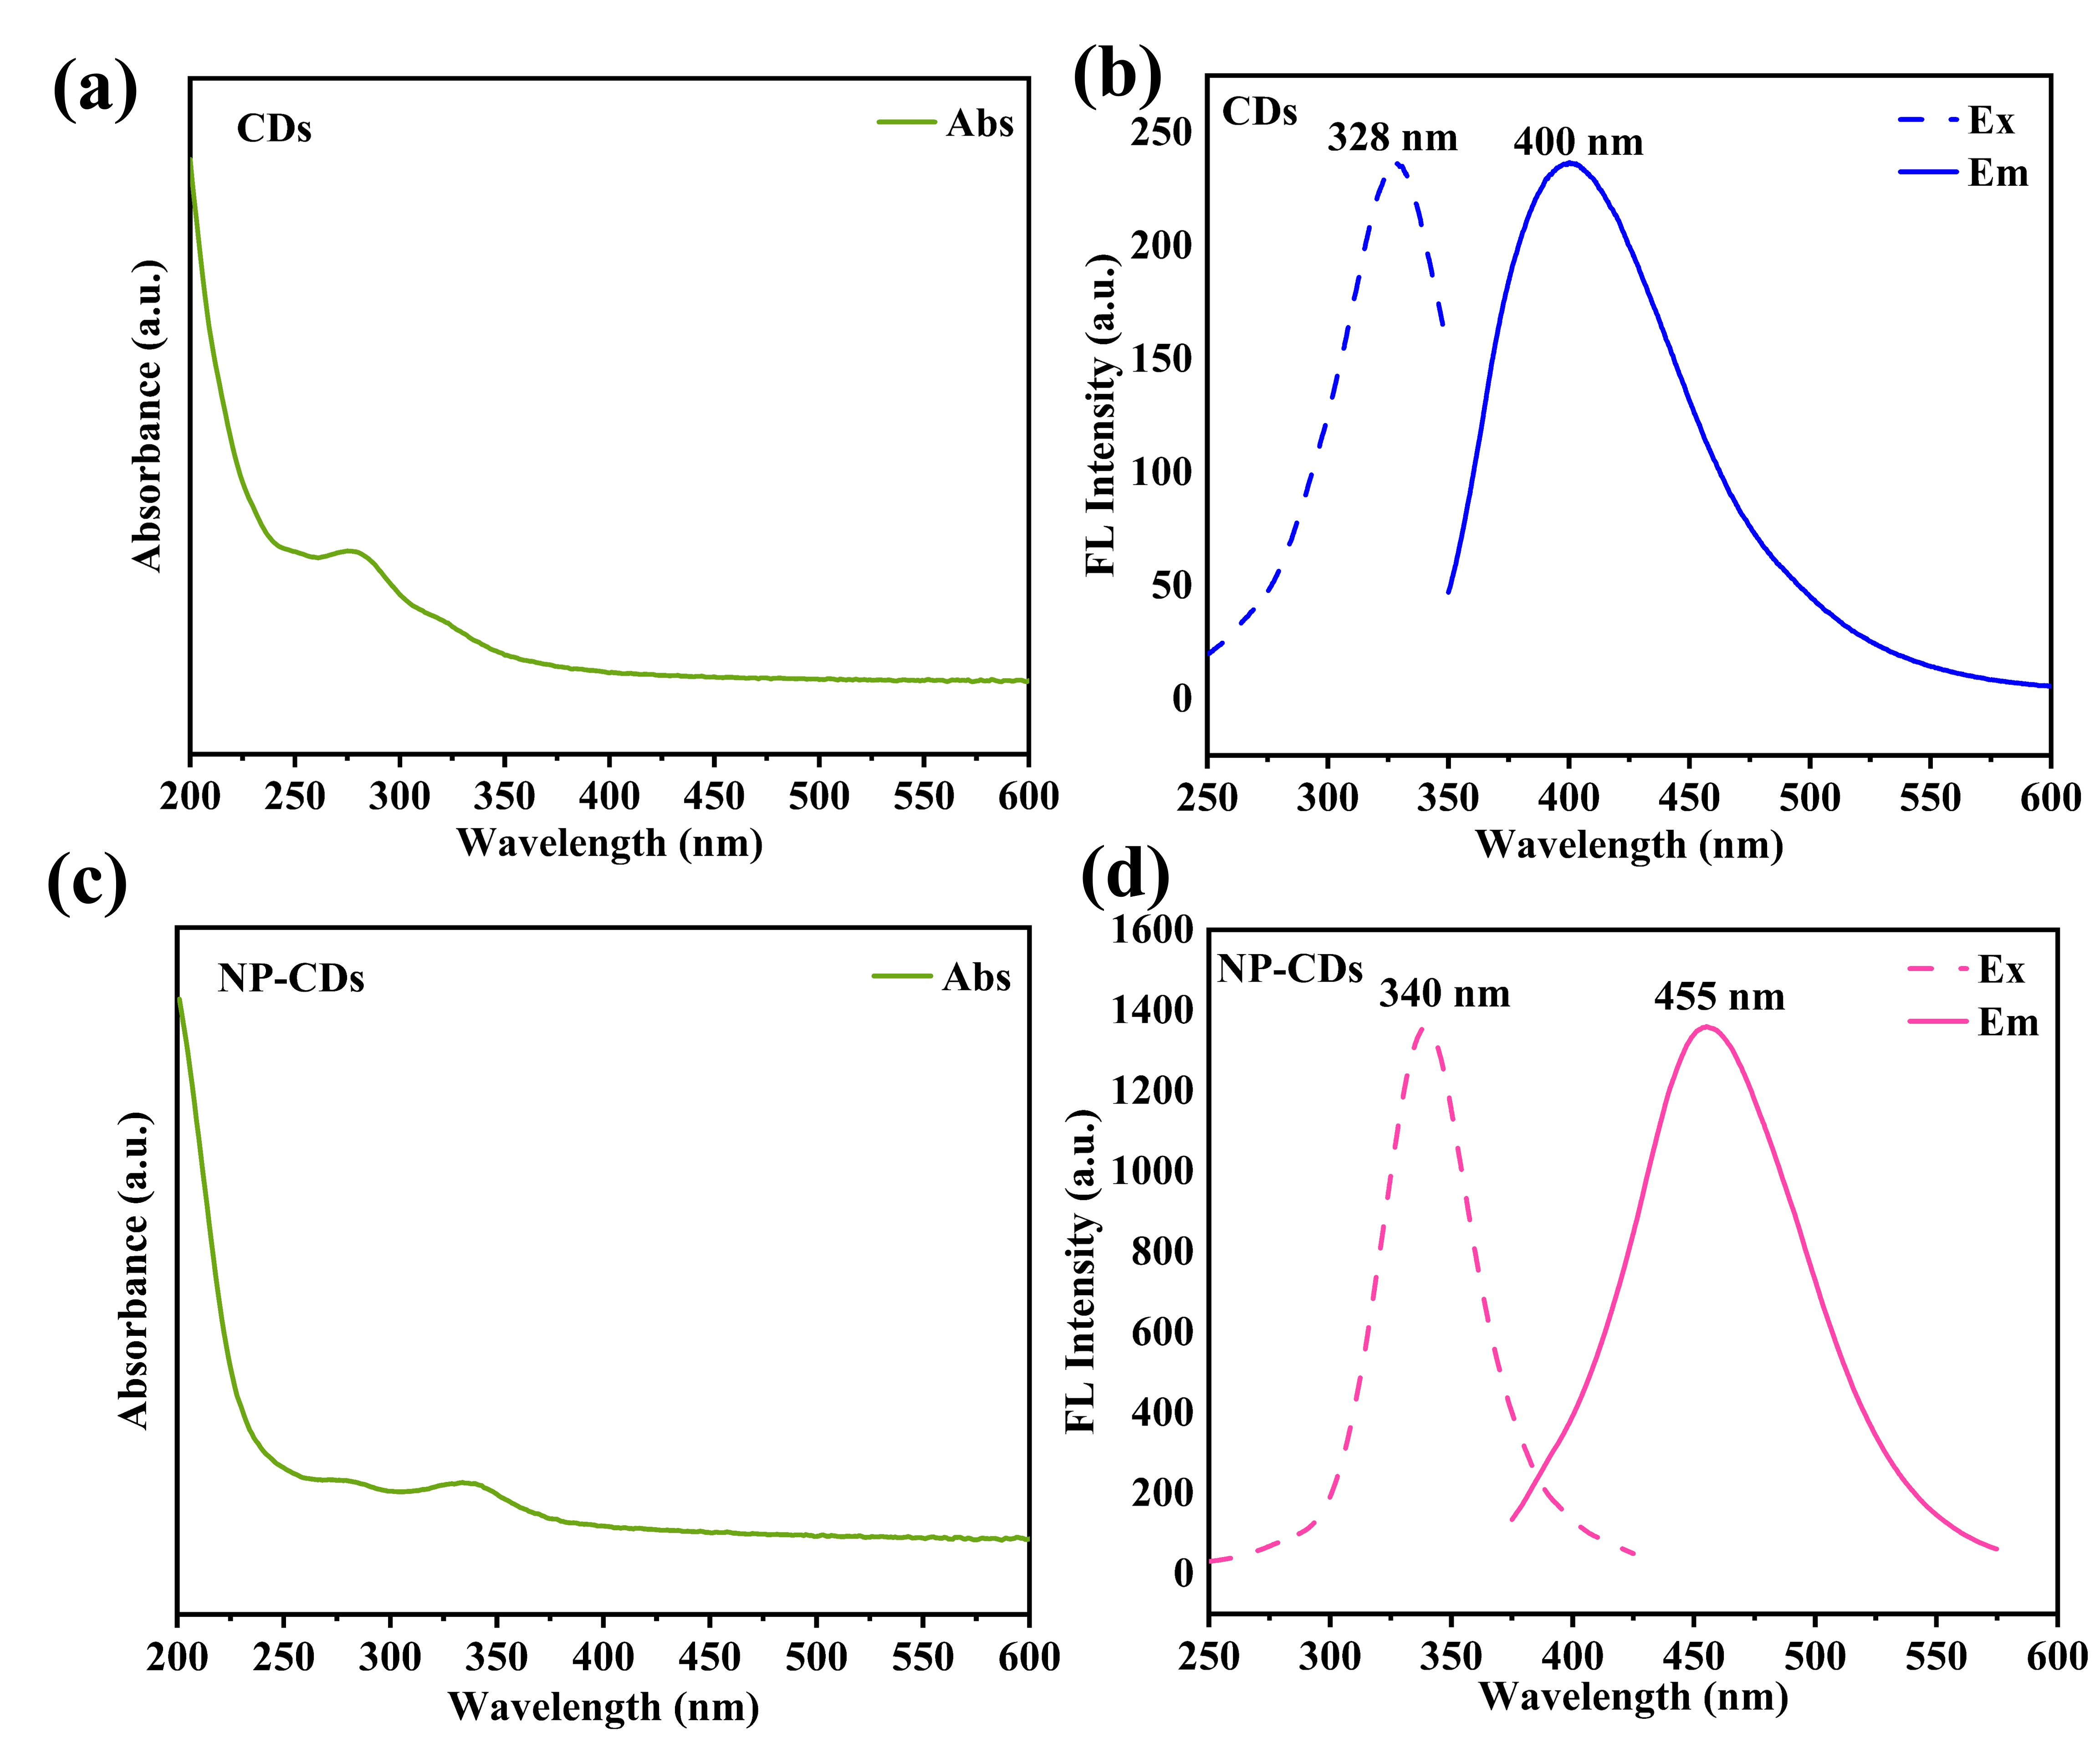 (a)
CDs
Abs
Absorbance (a.u.)
200 250 300 350 400 450 500 550 600
Wavelength (nm)
(b)
CDs
328 nm
400 nm
Ex
Em
FL Intensity (a.u.)
250
200
150
100
50
0
250 300 350 400 450 500 550 600
Wavelength (nm)
(c)
NP-CDs
Abs
Absorbance (a.u.)
200 250 300 350 400 450 500 550 600
Wavelength (nm)
(d)
NP-CDs
340 nm
455 nm
Ex
Em
FL Intensity (a.u.)
1600
1400
1200
1000
800
600
400
200
0
250 300 350 400 450 500 550 600
Wavelength (nm)